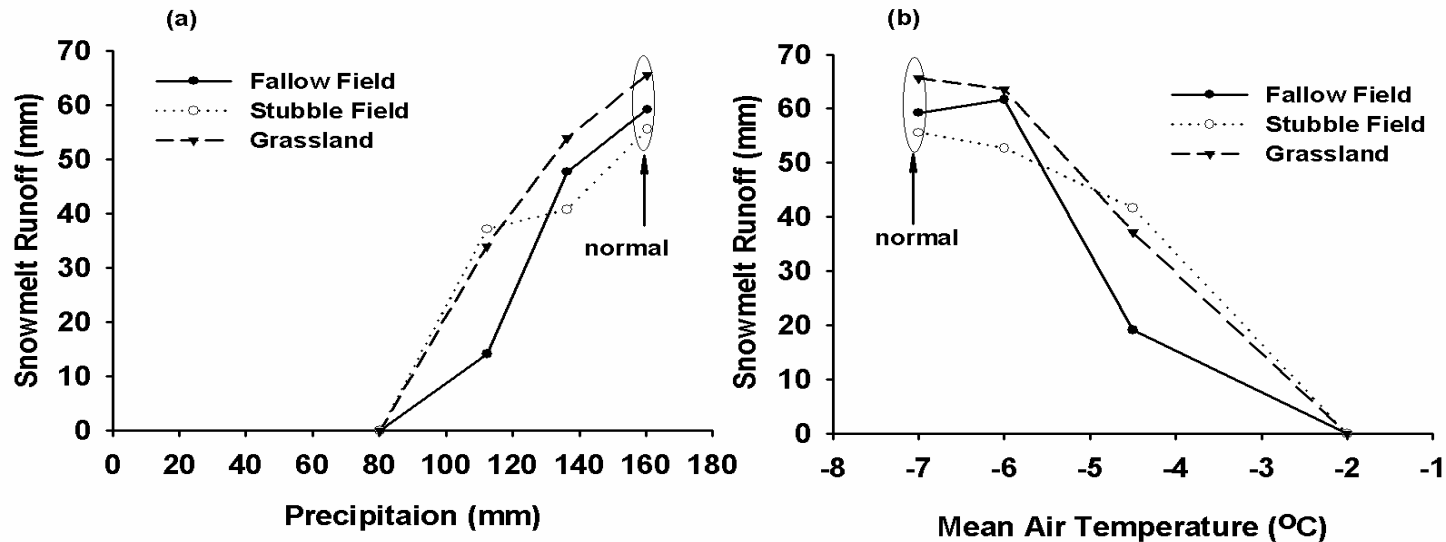 (a)
70
60
50
40
30
20
10
0
Snowmelt Runoff (mm)
Fallow Field
Stubble Field
Grassland
normal
0 20 40 60 80 100 120 140 160 180
Precipitaion (mm)
(b)
70
60
50
40
30
20
10
0
Snowmelt Runoff (mm)
Fallow Field
Stubble Field
Grassland
normal
-8 -7 -6 -5 -4 -3 -2 -1
Mean Air Temperature (ºC)